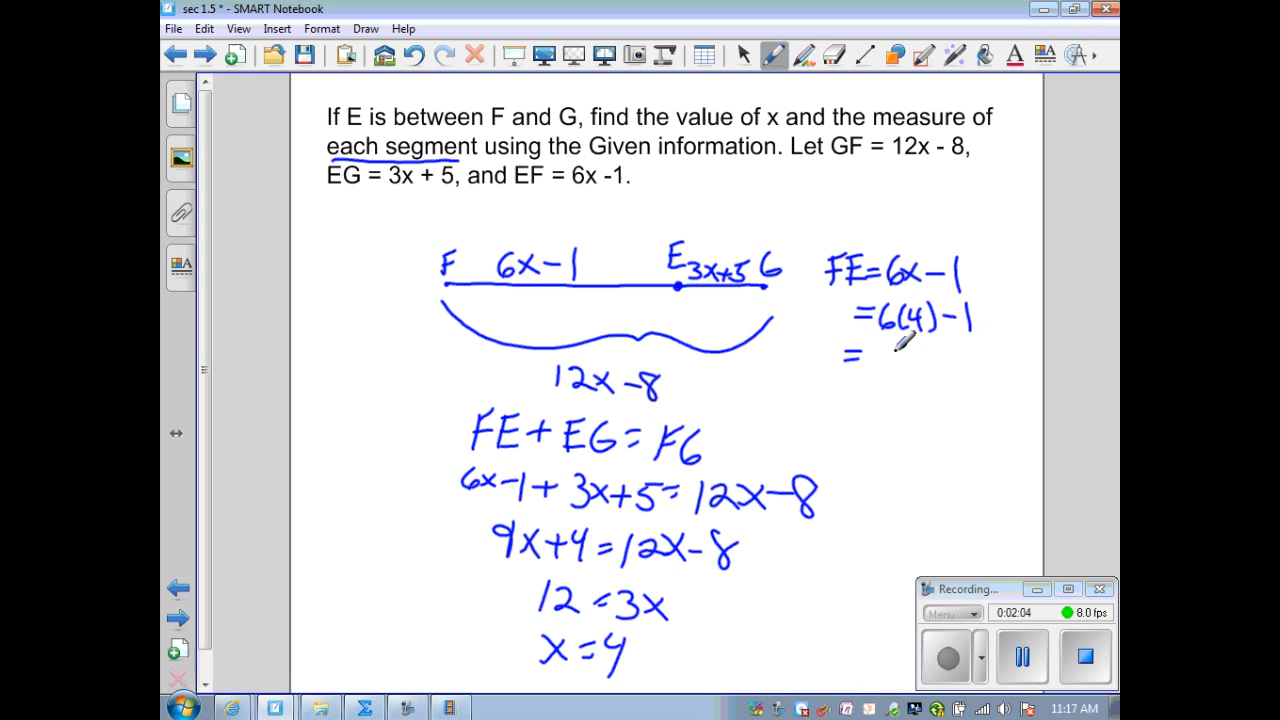 sec 1.5 * - SMART Notebook
File Edit View Insert Format Draw Help
If E is between F and G, find the value of x and the measure of
each segment using the Given information. Let GF = 12x - 8,
EG = 3x + 5, and EF = 6x -1.
F 6x-1 E 3x+5 G
12x-8
FE+EG=FG
6x-1+3x+5=12x-8
9x+4=12x-8
12=3x
x=4
FE=6x-1
=6(4)-1
=
Recording...
Menu 0:02:04 8.0 fps
11:17 AM